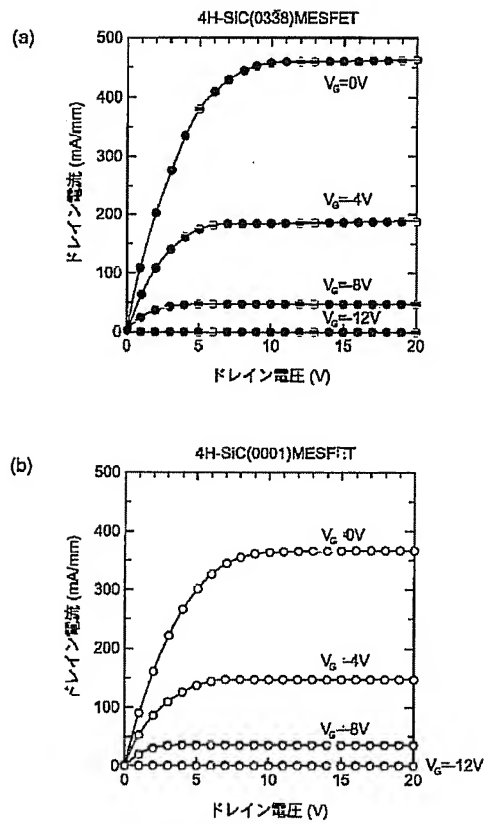 (a)
4H-SiC(033̄8)MESFET
500
400
300
200
100
0
ドレイン電流 (mA/mm)
V_G=0V
V_G=-4V
V_G=-8V
V_G=-12V
0 5 10 15 20
ドレイン電圧 (V)
(b)
4H-SiC(0001)MESFET
500
400
300
200
100
0
ドレイン電流 (mA/mm)
V_G=0V
V_G=-4V
V_G=-8V
V_G=-12V
0 5 10 15 20
ドレイン電圧 (V)